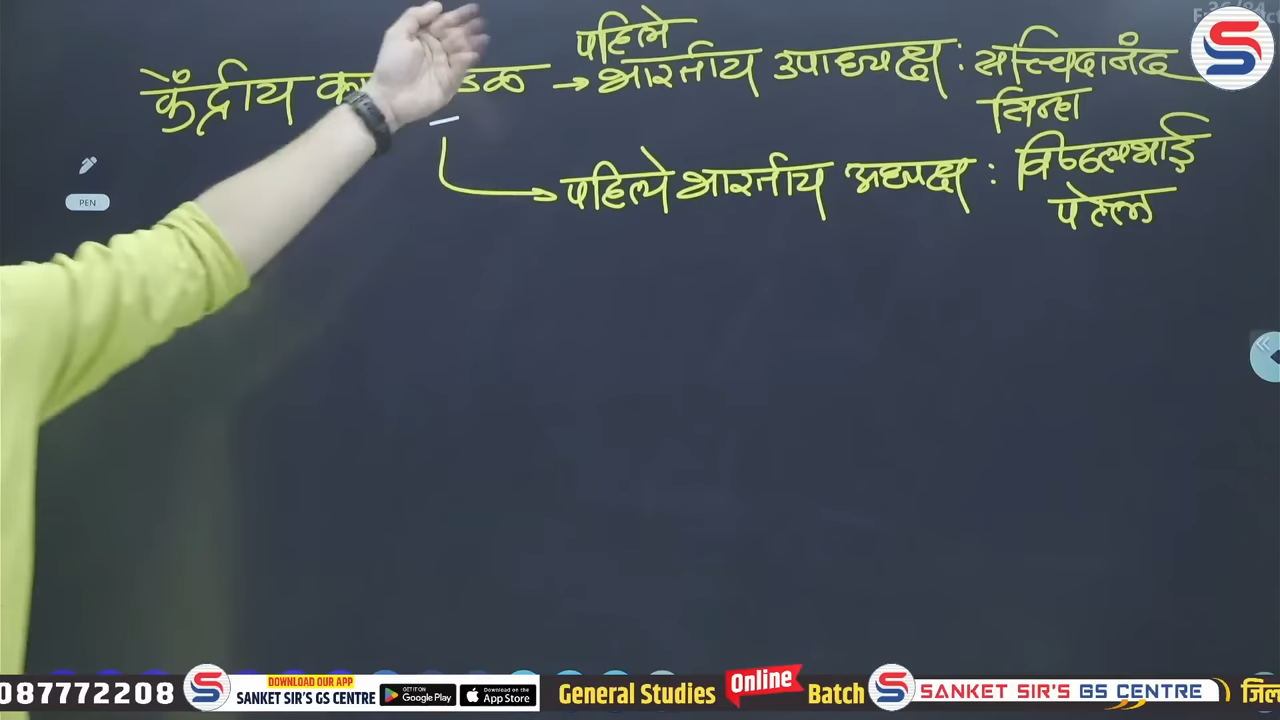 पहिले
केंद्रीय
→ भारतीय उपाध्यक्ष : सच्चिदानंद
सिन्हा
पहिले भारतीय अध्यक्ष : विठ्ठलभाई
पटेल
PEN
087772208
DOWNLOAD OUR APP
SANKET SIR'S GS CENTRE
GET IT ON
Google Play
Download on the
App Store
General Studies Online Batch
SANKET SIR'S GS CENTRE